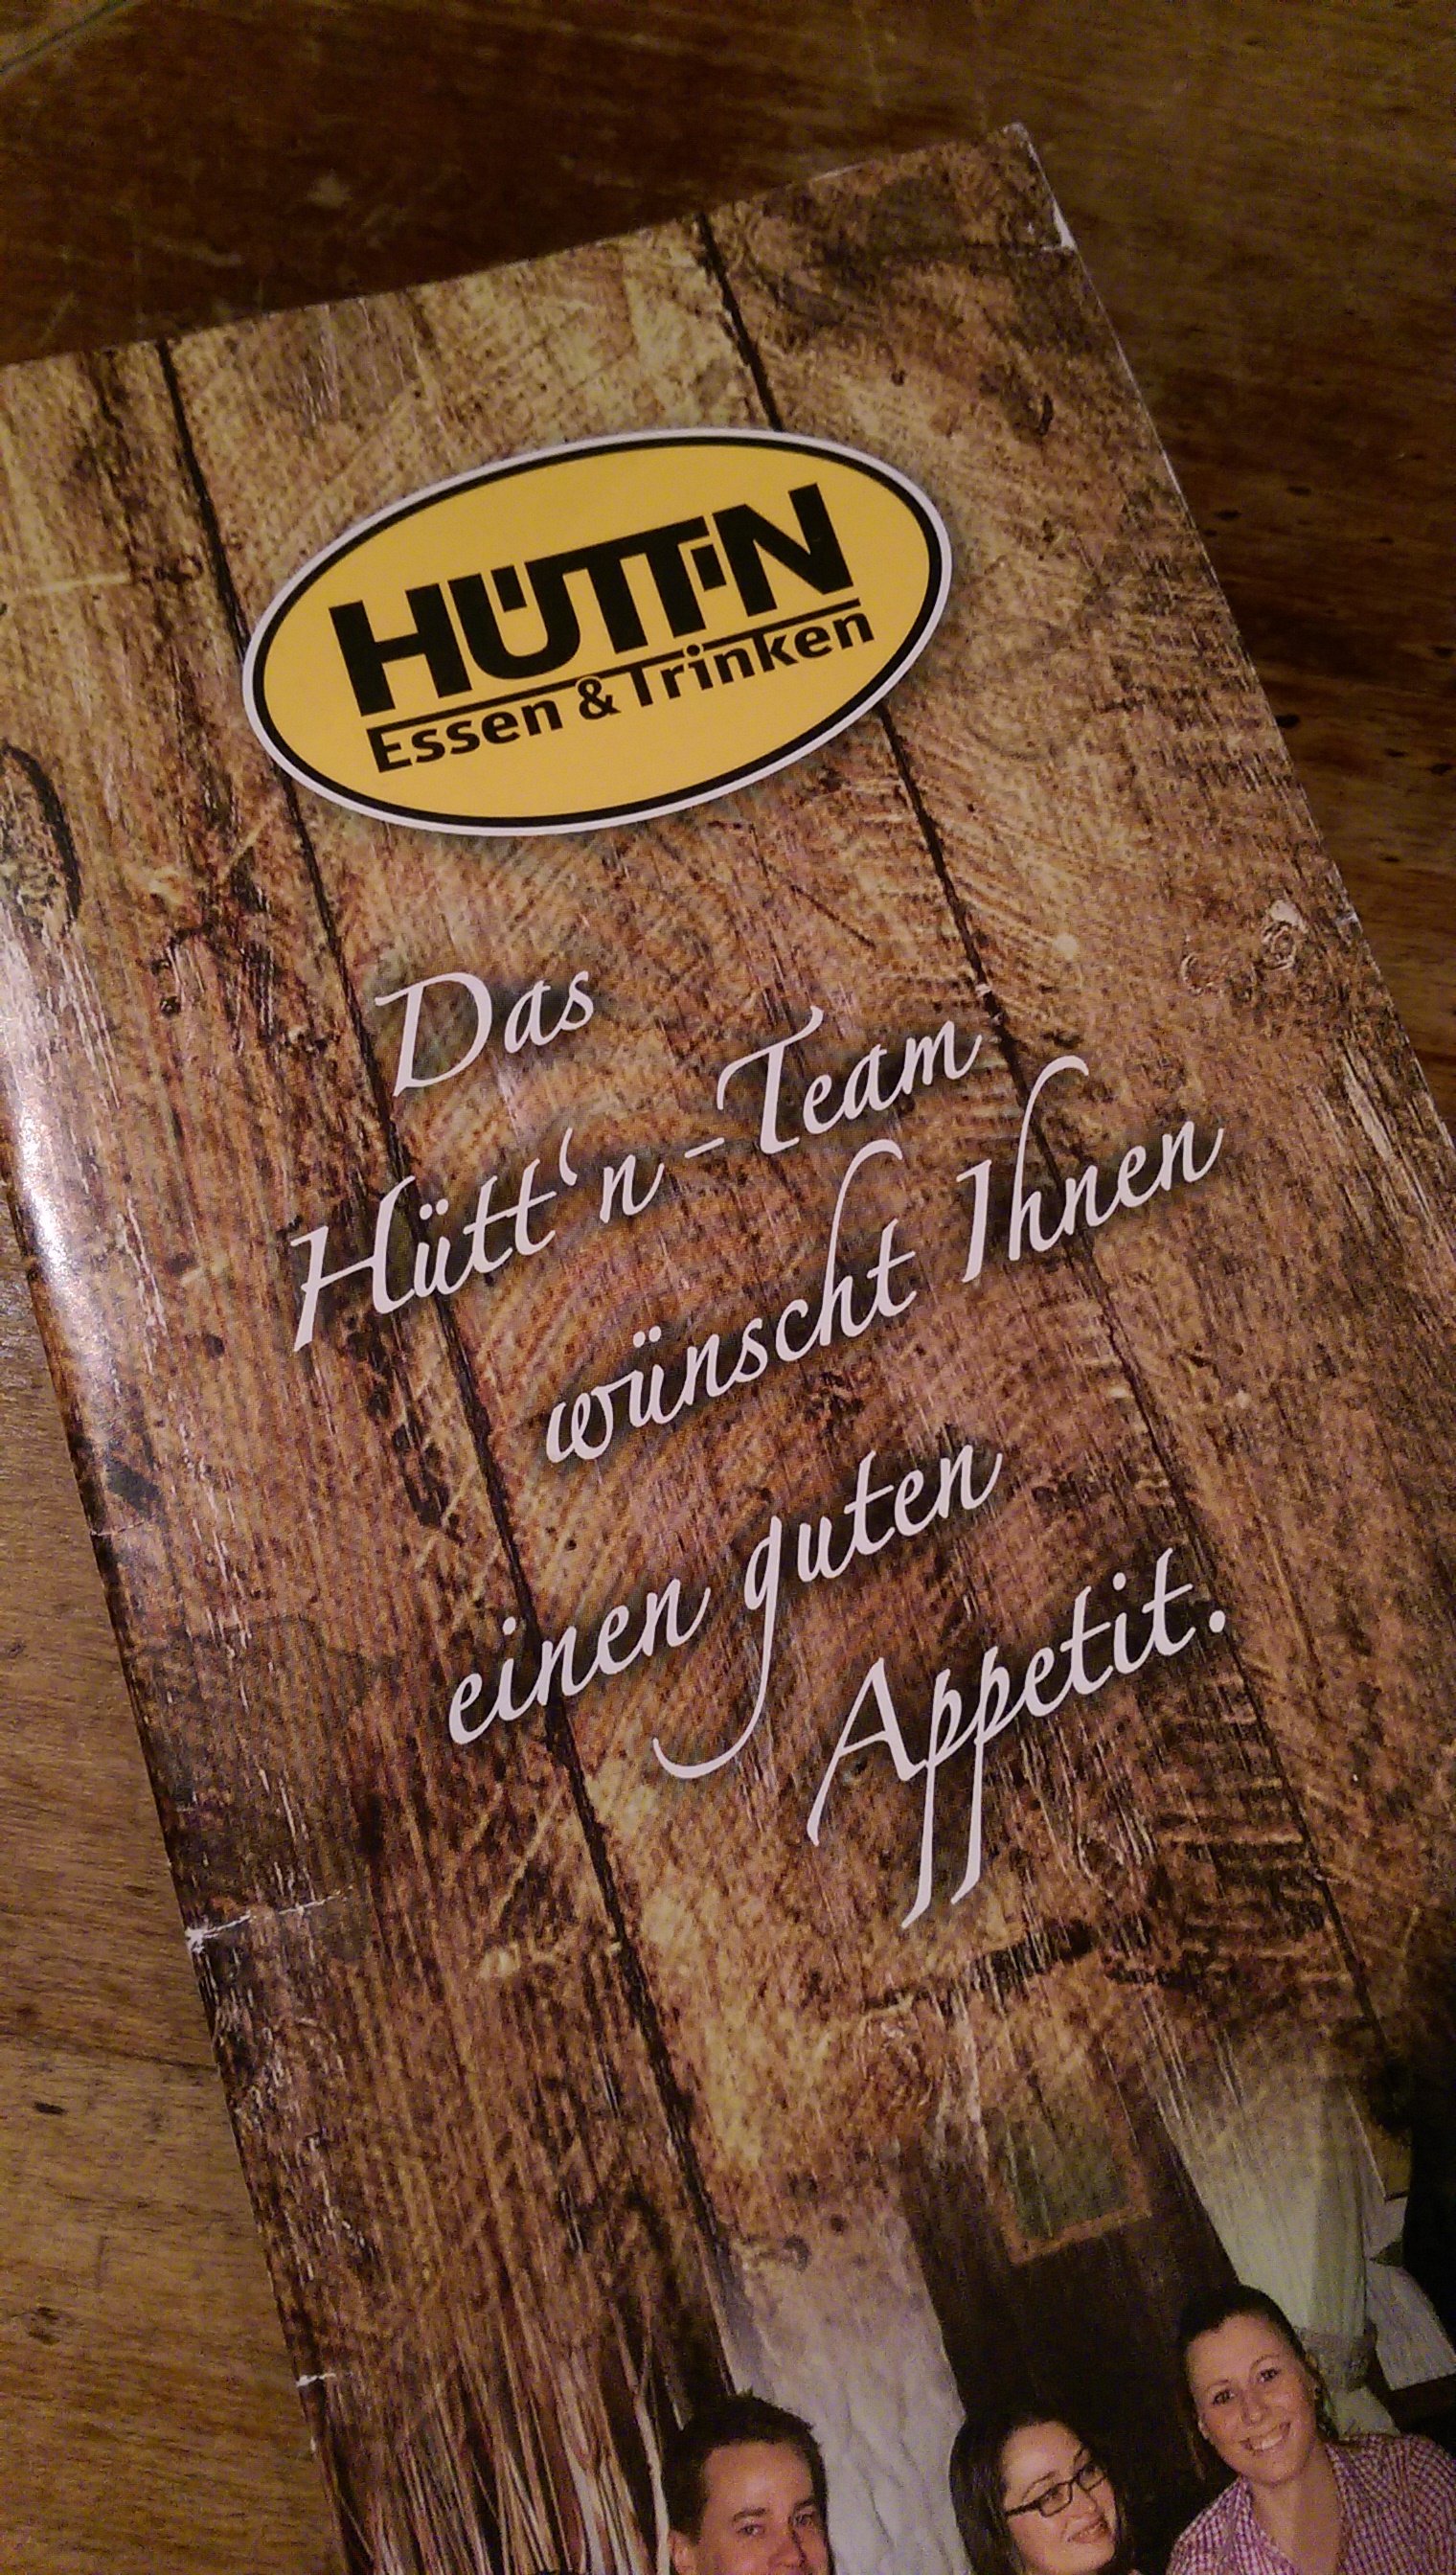 HÜTT'N
Essen & Trinken
Das
Hütt‘n-Team
wünscht Ihnen
einen guten
Appetit.